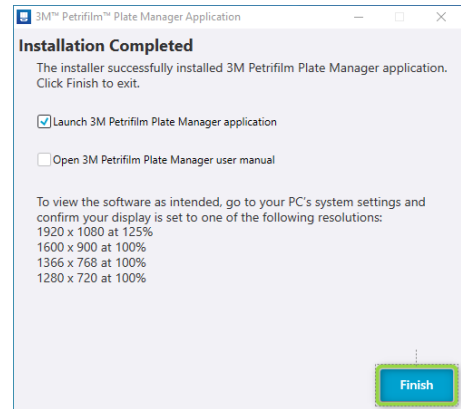 3M™ Petrifilm™ Plate Manager Application
Installation Completed
The installer successfully installed 3M Petrifilm Plate Manager application.
Click Finish to exit.
Launch 3M Petrifilm Plate Manager application
Open 3M Petrifilm Plate Manager user manual
To view the software as intended, go to your PC's system settings and
confirm your display is set to one of the following resolutions:
1920 x 1080 at 125%
1600 x 900 at 100%
1366 x 768 at 100%
1280 x 720 at 100%
Finish